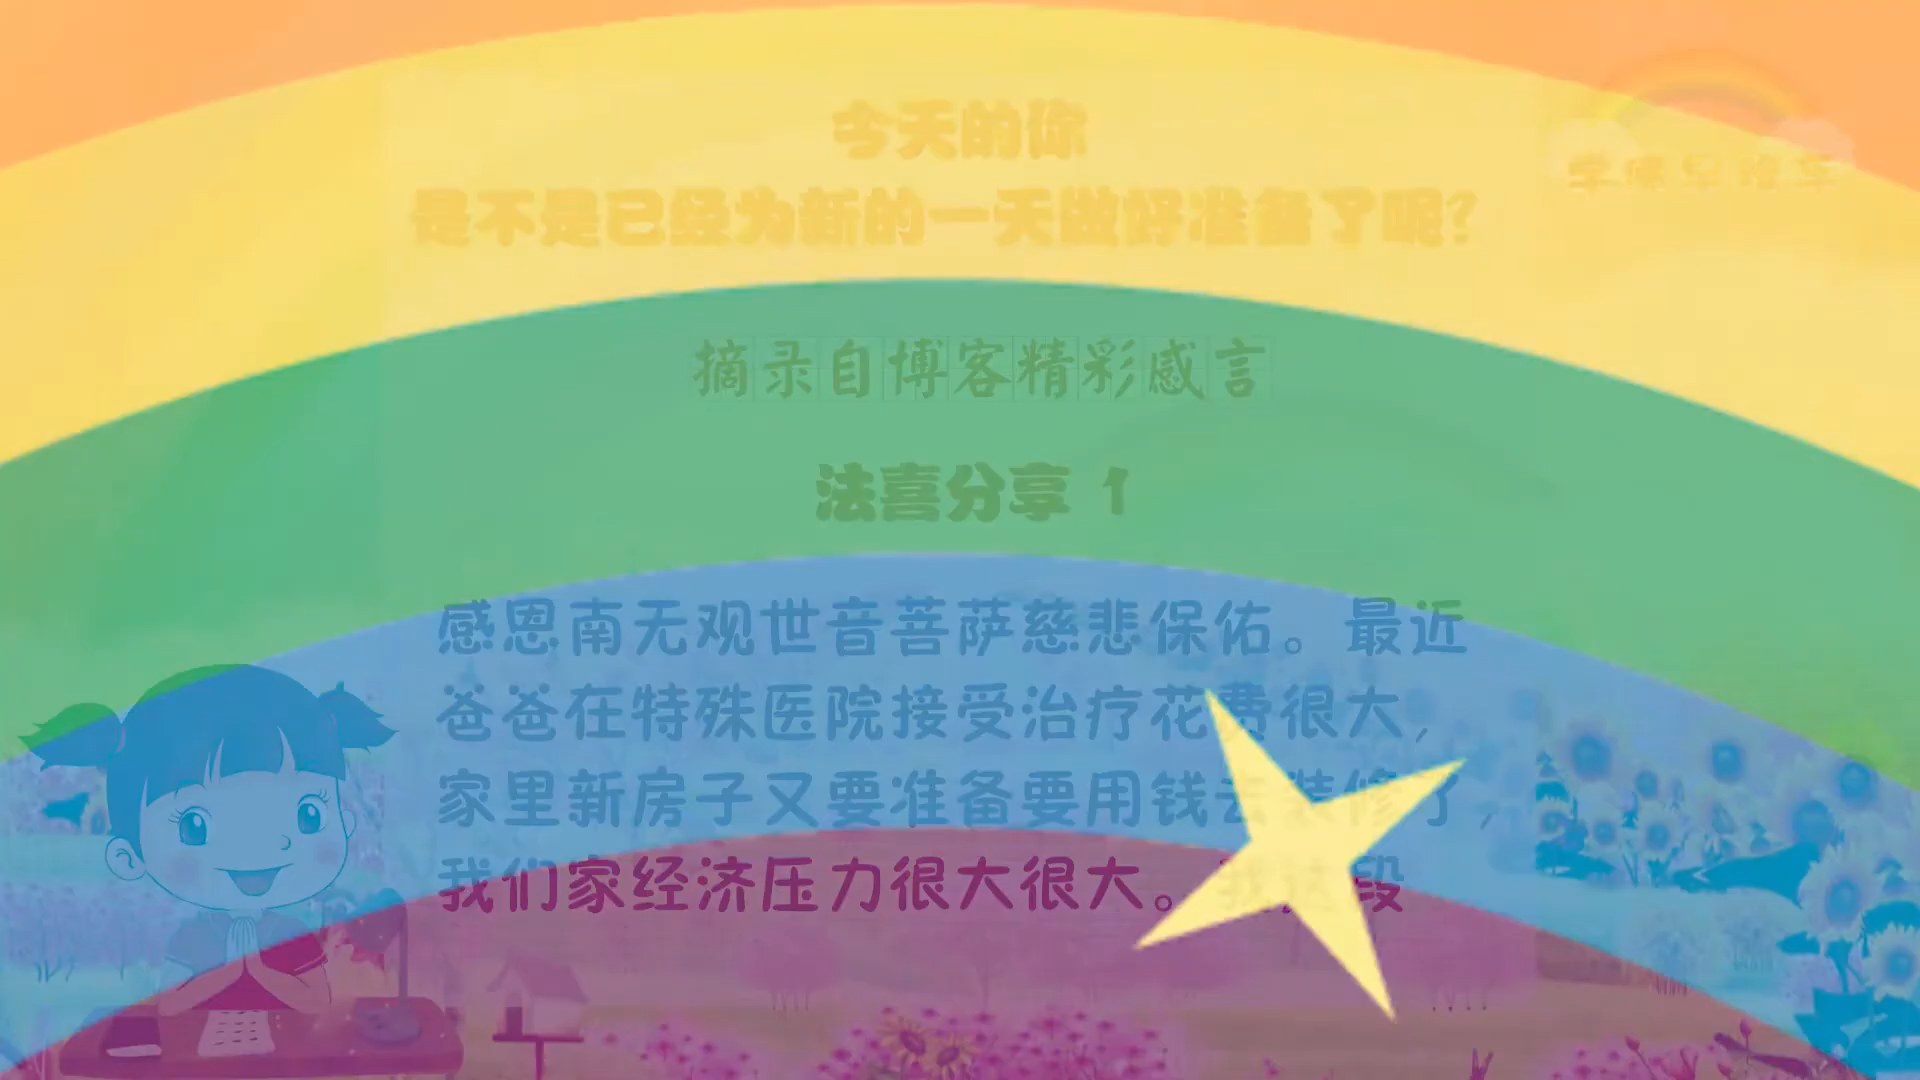 今天的你
是不是已经为新的一天做好准备了呢?
摘录自博客精彩感言
法喜分享 1
感恩南无观世音菩萨慈悲保佑。最近
爸爸在特殊医院接受治疗花费很大,
家里新房子又要准备要用钱去装修了,
我们家经济压力很大很大。我这段